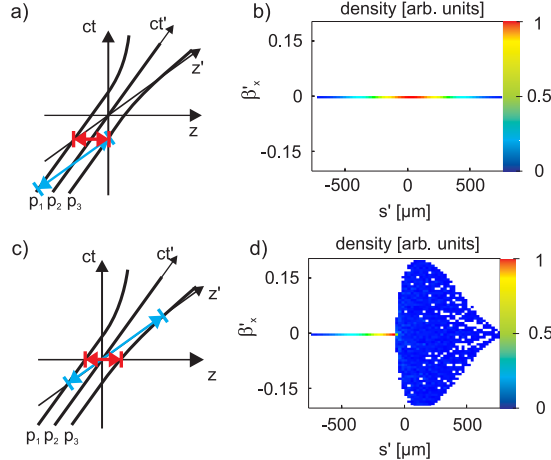 a)
ct
ct'
z'
z
p1 p2 p3
b)
density [arb. units]
0.15
0
-0.15
β'x
-500 0 500
s' [μm]
1
0.5
0
c)
ct
ct'
z'
z
p1 p2 p3
d)
density [arb. units]
0.15
0
-0.15
β'x
-500 0 500
s' [μm]
1
0.5
0